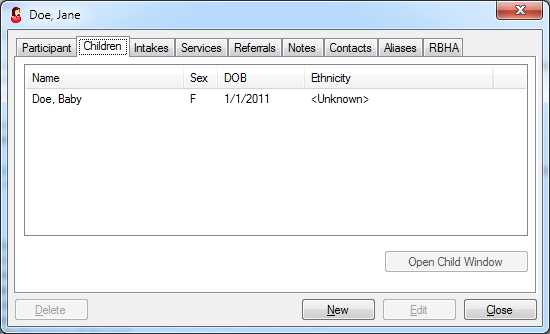 Doe, Jane
Participant Children Intakes Services Referrals Notes Contacts Aliases RBHA
Name Sex DOB Ethnicity
Doe, Baby F 1/1/2011 <Unknown>
Open Child Window
Delete New Edit Close